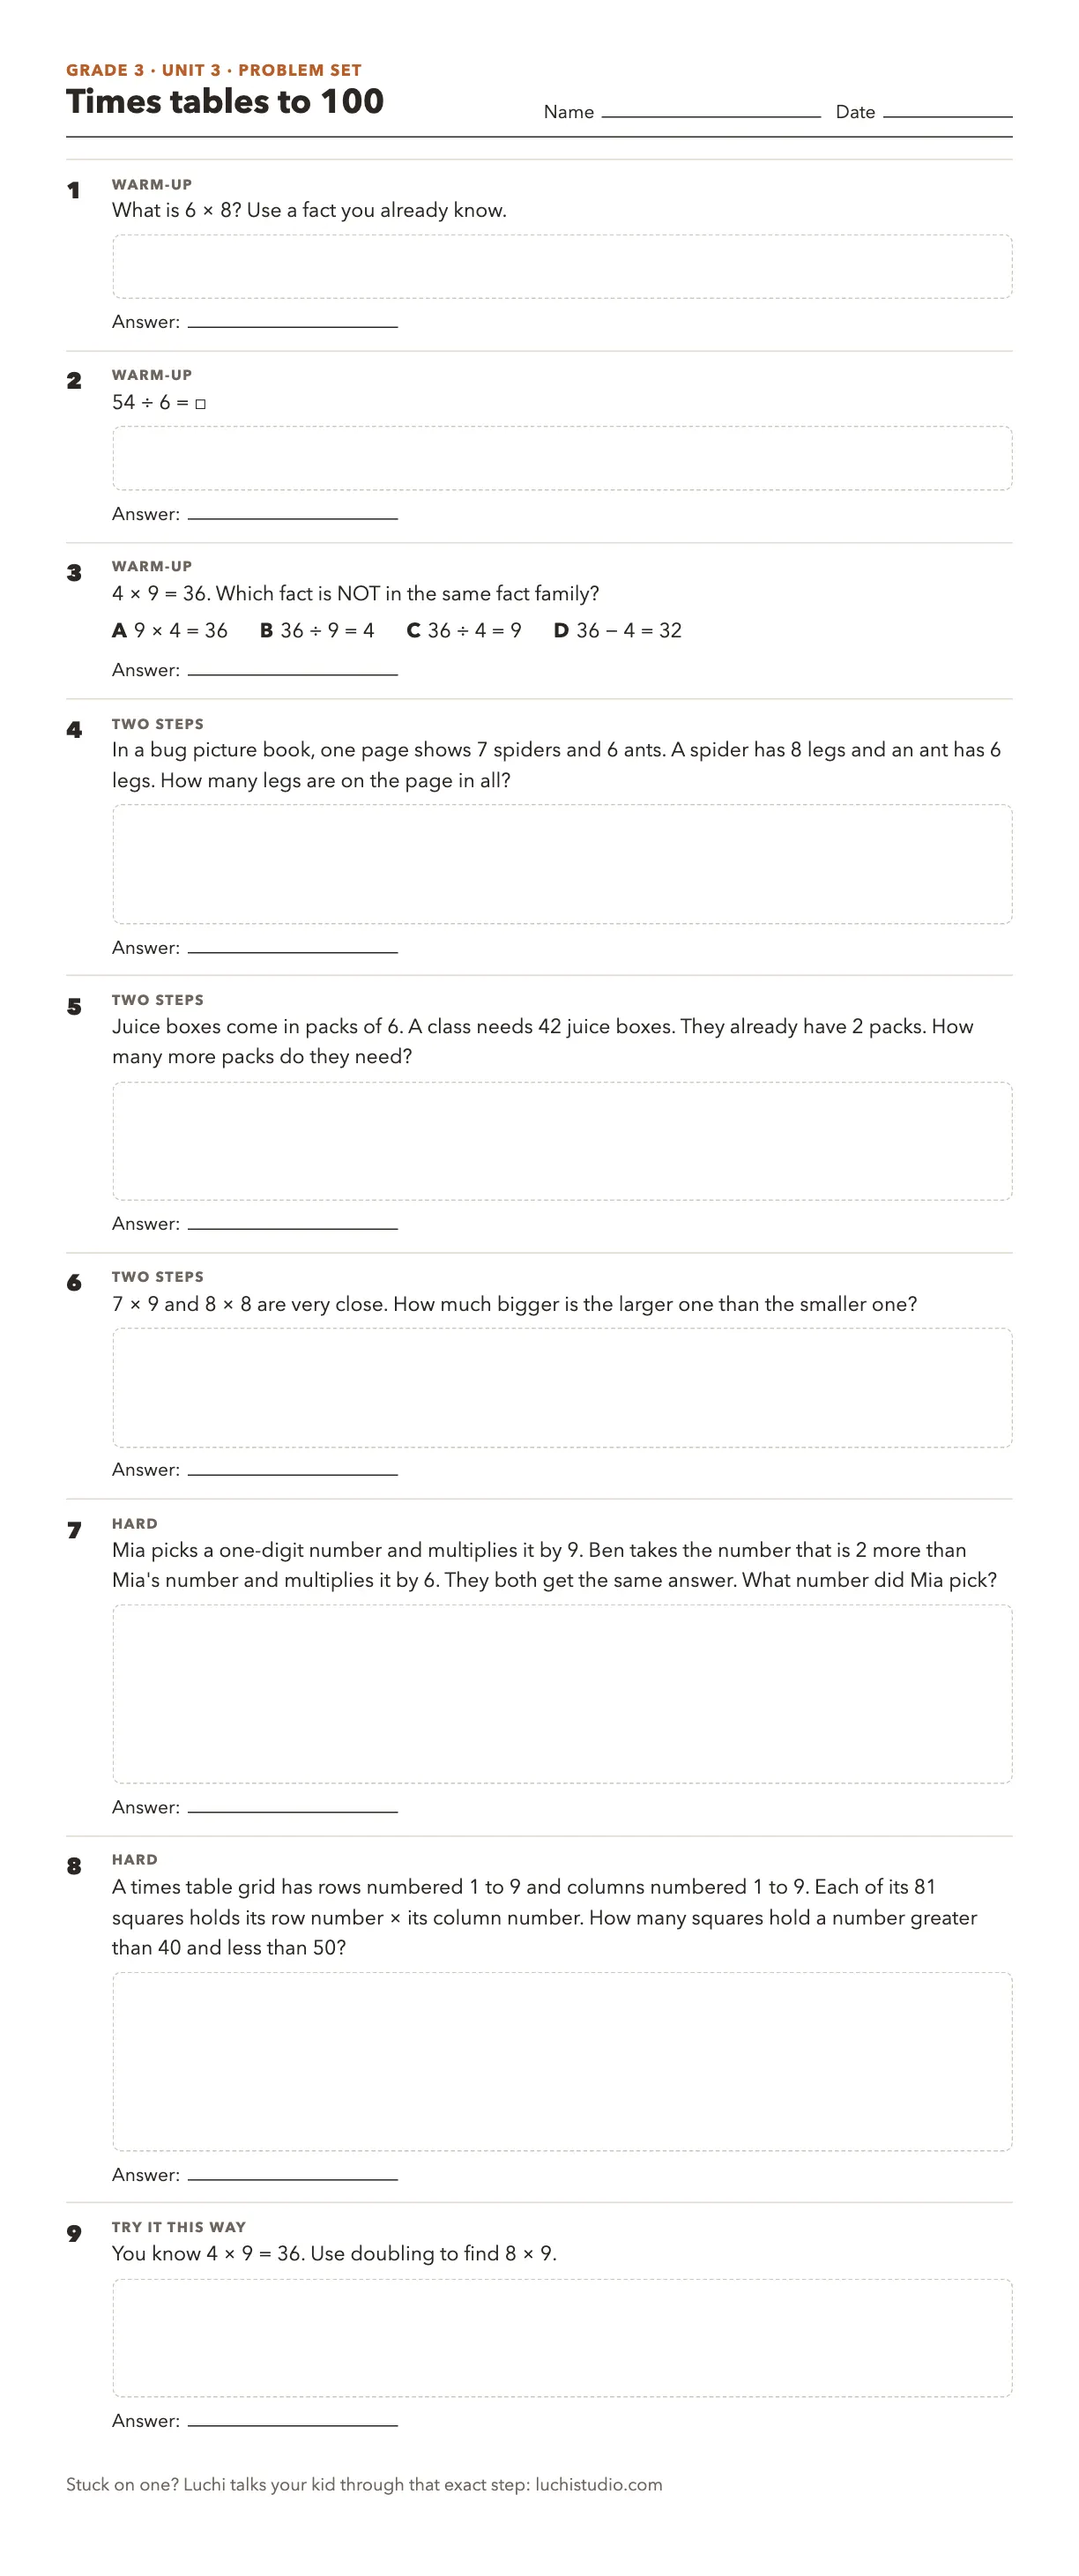 GRADE 3 · UNIT 3 · PROBLEM SET
Times tables to 100
Name Date
1
WARM-UP
What is 6 × 8? Use a fact you already know.
Answer:
2
WARM-UP
54 ÷ 6 = □
Answer:
3
WARM-UP
4 × 9 = 36. Which fact is NOT in the same fact family?
A 9 × 4 = 36 B 36 ÷ 9 = 4 C 36 ÷ 4 = 9 D 36 − 4 = 32
Answer:
4
TWO STEPS
In a bug picture book, one page shows 7 spiders and 6 ants. A spider has 8 legs and an ant has 6
legs. How many legs are on the page in all?
Answer:
5
TWO STEPS
Juice boxes come in packs of 6. A class needs 42 juice boxes. They already have 2 packs. How
many more packs do they need?
Answer:
6
TWO STEPS
7 × 9 and 8 × 8 are very close. How much bigger is the larger one than the smaller one?
Answer:
7
HARD
Mia picks a one-digit number and multiplies it by 9. Ben takes the number that is 2 more than
Mia's number and multiplies it by 6. They both get the same answer. What number did Mia pick?
Answer:
8
HARD
A times table grid has rows numbered 1 to 9 and columns numbered 1 to 9. Each of its 81
squares holds its row number × its column number. How many squares hold a number greater
than 40 and less than 50?
Answer:
9
TRY IT THIS WAY
You know 4 × 9 = 36. Use doubling to find 8 × 9.
Answer:
Stuck on one? Luchi talks your kid through that exact step: luchistudio.com